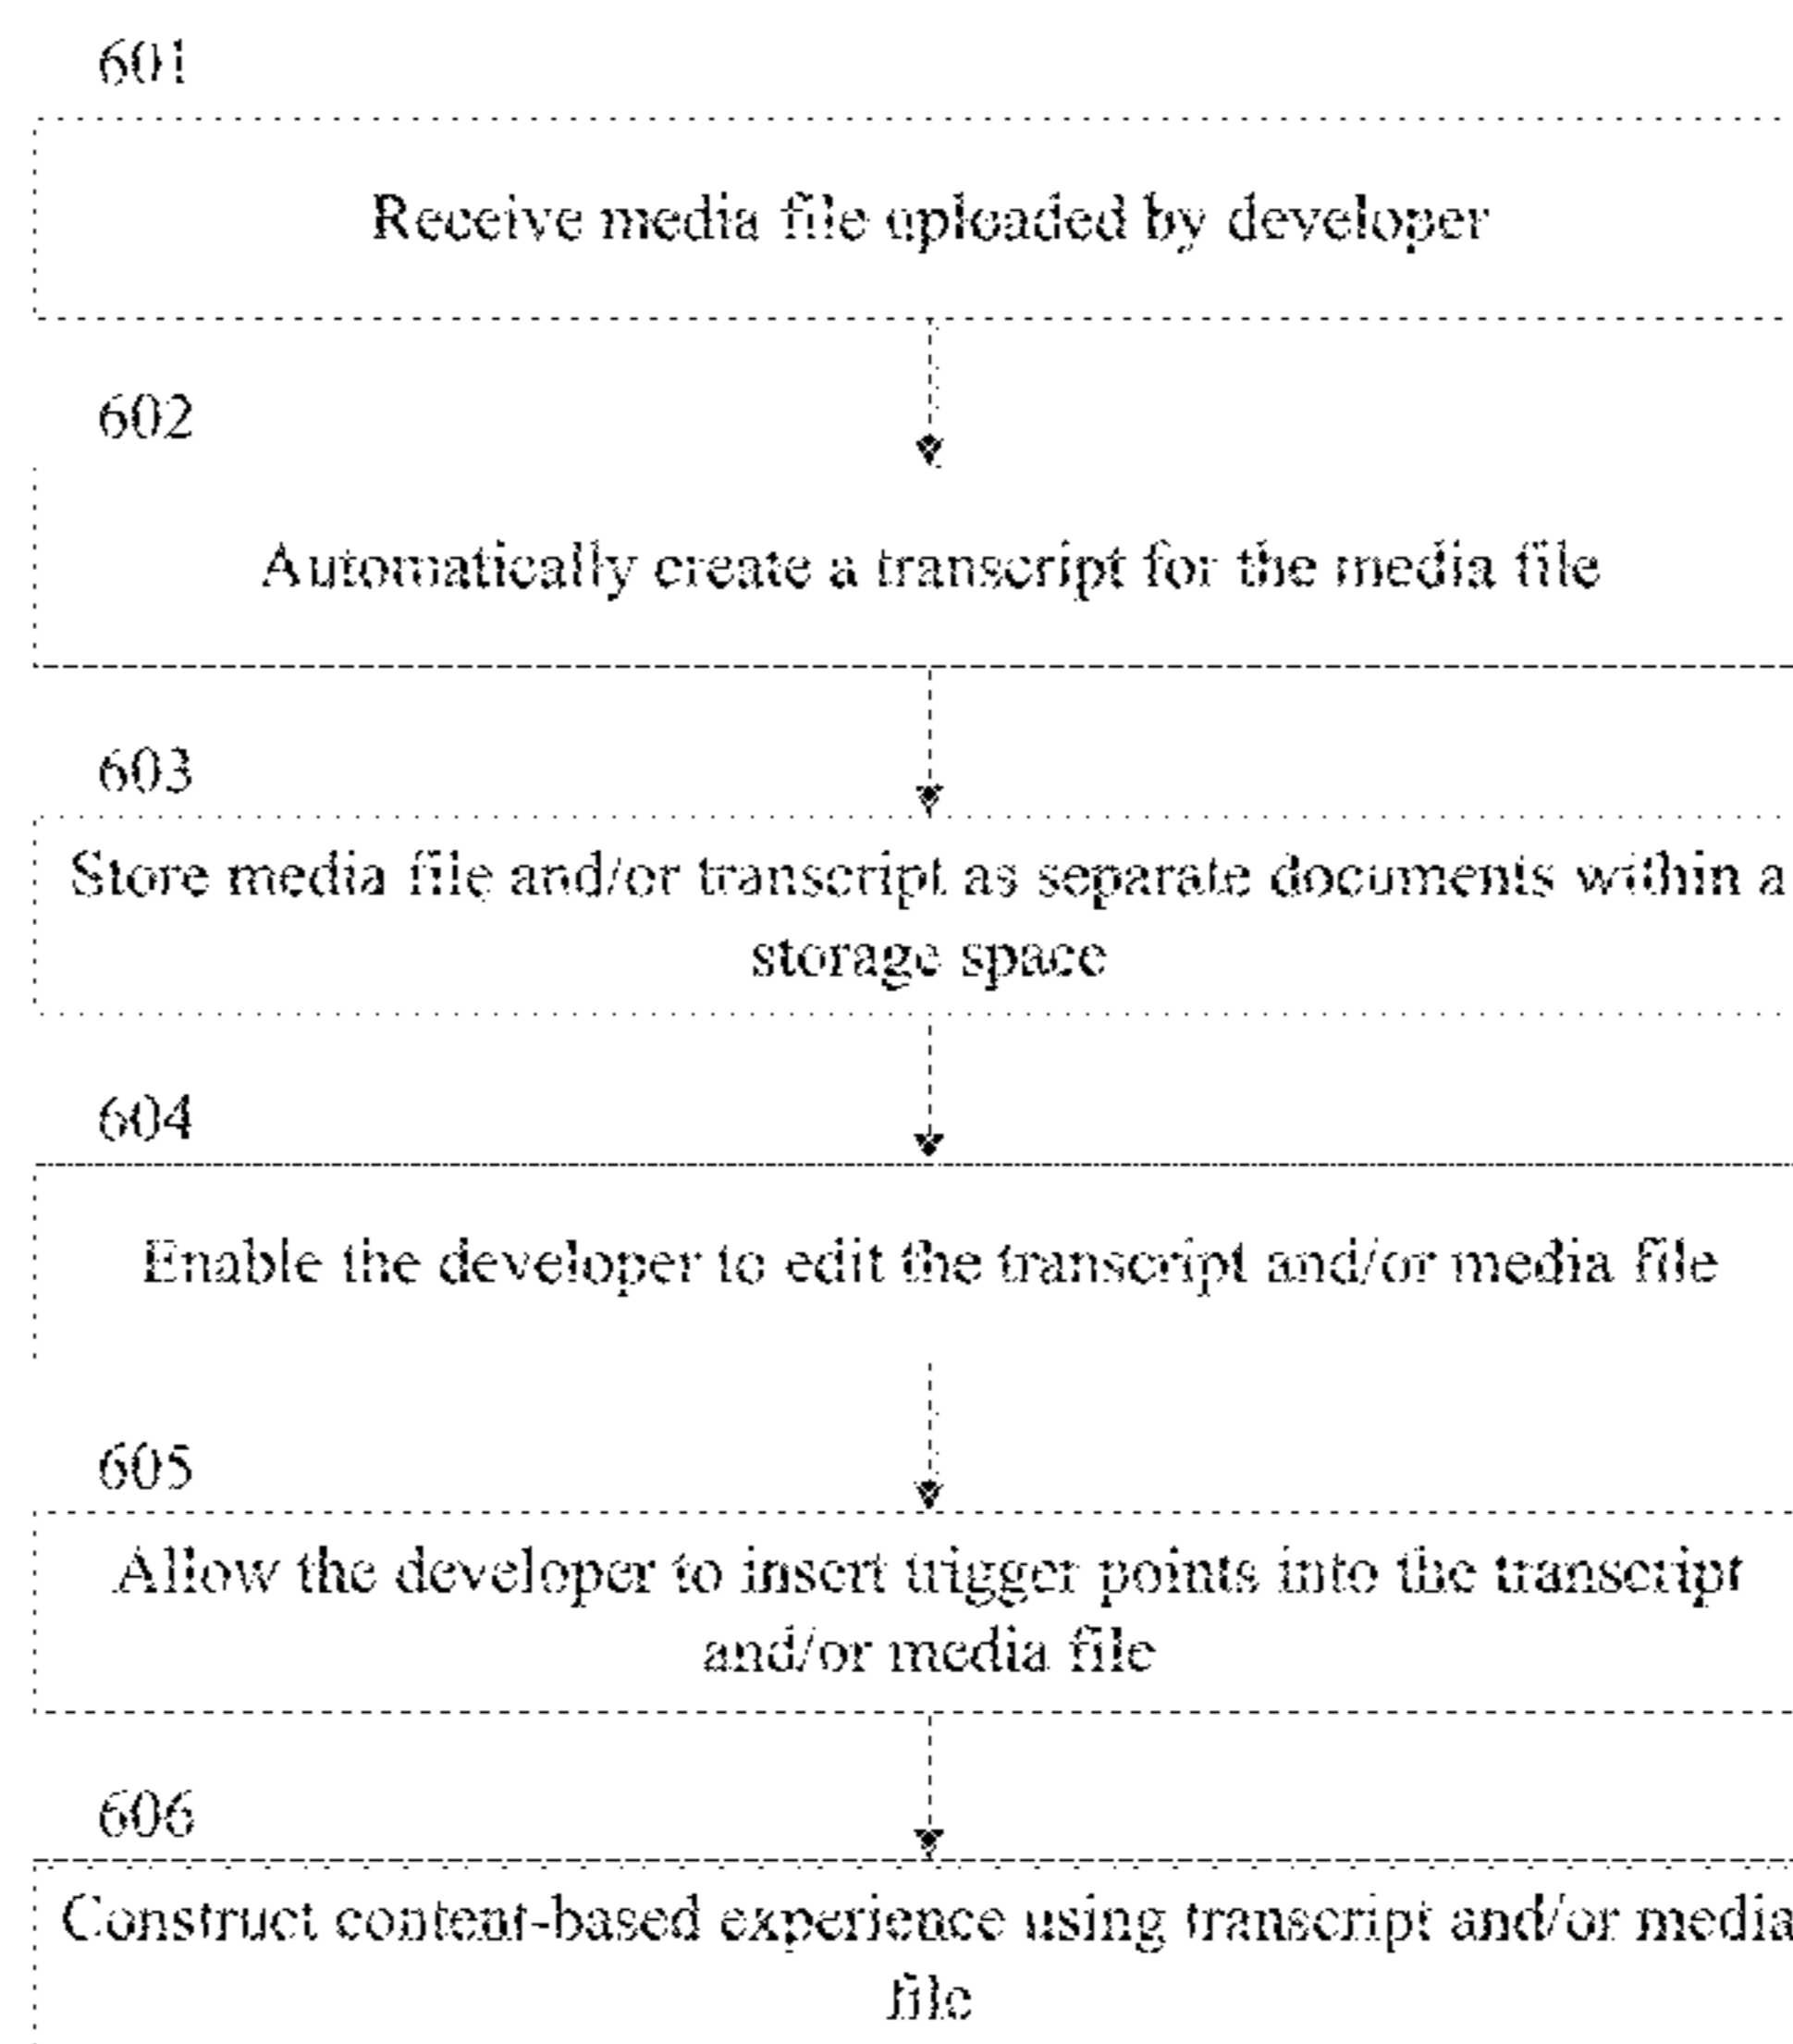 601
Receive media file uploaded by developer
602
Automatically create a transcript for the media file
603
Store media file and/or transcript as separate documents within a
storage space
604
Enable the developer to edit the transcript and/or media file
605
Allow the developer to insert trigger points into the transcript
and/or media file
606
Construct content-based experience using transcript and/or media
file